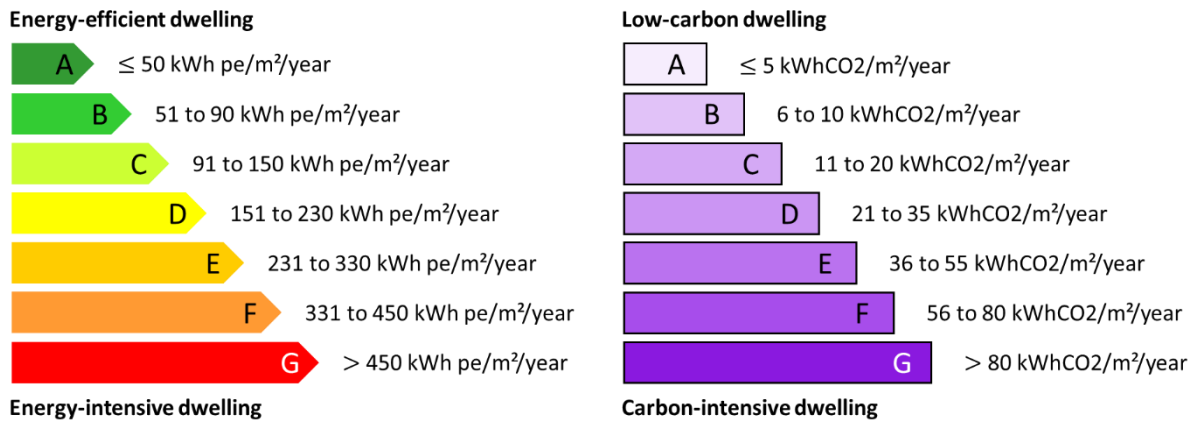 Energy-efficient dwelling
A ≤ 50 kWh pe/m²/year
B 51 to 90 kWh pe/m²/year
C 91 to 150 kWh pe/m²/year
D 151 to 230 kWh pe/m²/year
E 231 to 330 kWh pe/m²/year
F 331 to 450 kWh pe/m²/year
G > 450 kWh pe/m²/year
Energy-intensive dwelling
Low-carbon dwelling
A ≤ 5 kWhCO2/m²/year
B 6 to 10 kWhCO2/m²/year
C 11 to 20 kWhCO2/m²/year
D 21 to 35 kWhCO2/m²/year
E 36 to 55 kWhCO2/m²/year
F 56 to 80 kWhCO2/m²/year
G > 80 kWhCO2/m²/year
Carbon-intensive dwelling